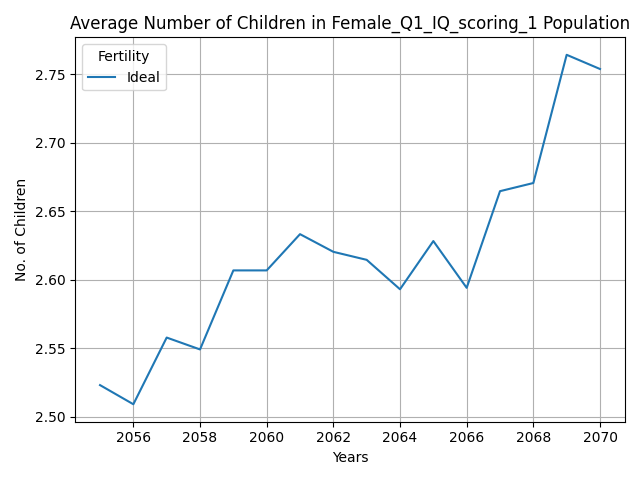 Average Number of Children in Female_Q1_IQ_scoring_1 Population
Fertility
Ideal
No. of Children
2.75
2.70
2.65
2.60
2.55
2.50
2056 2058 2060 2062 2064 2066 2068 2070
Years